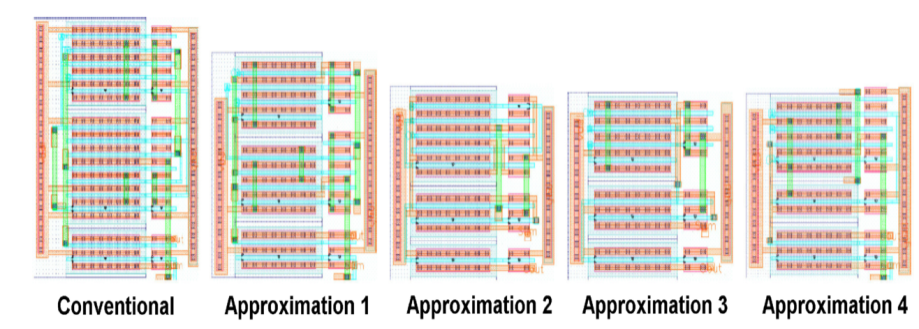 Conventional
Approximation 1
Approximation 2
Approximation 3
Approximation 4